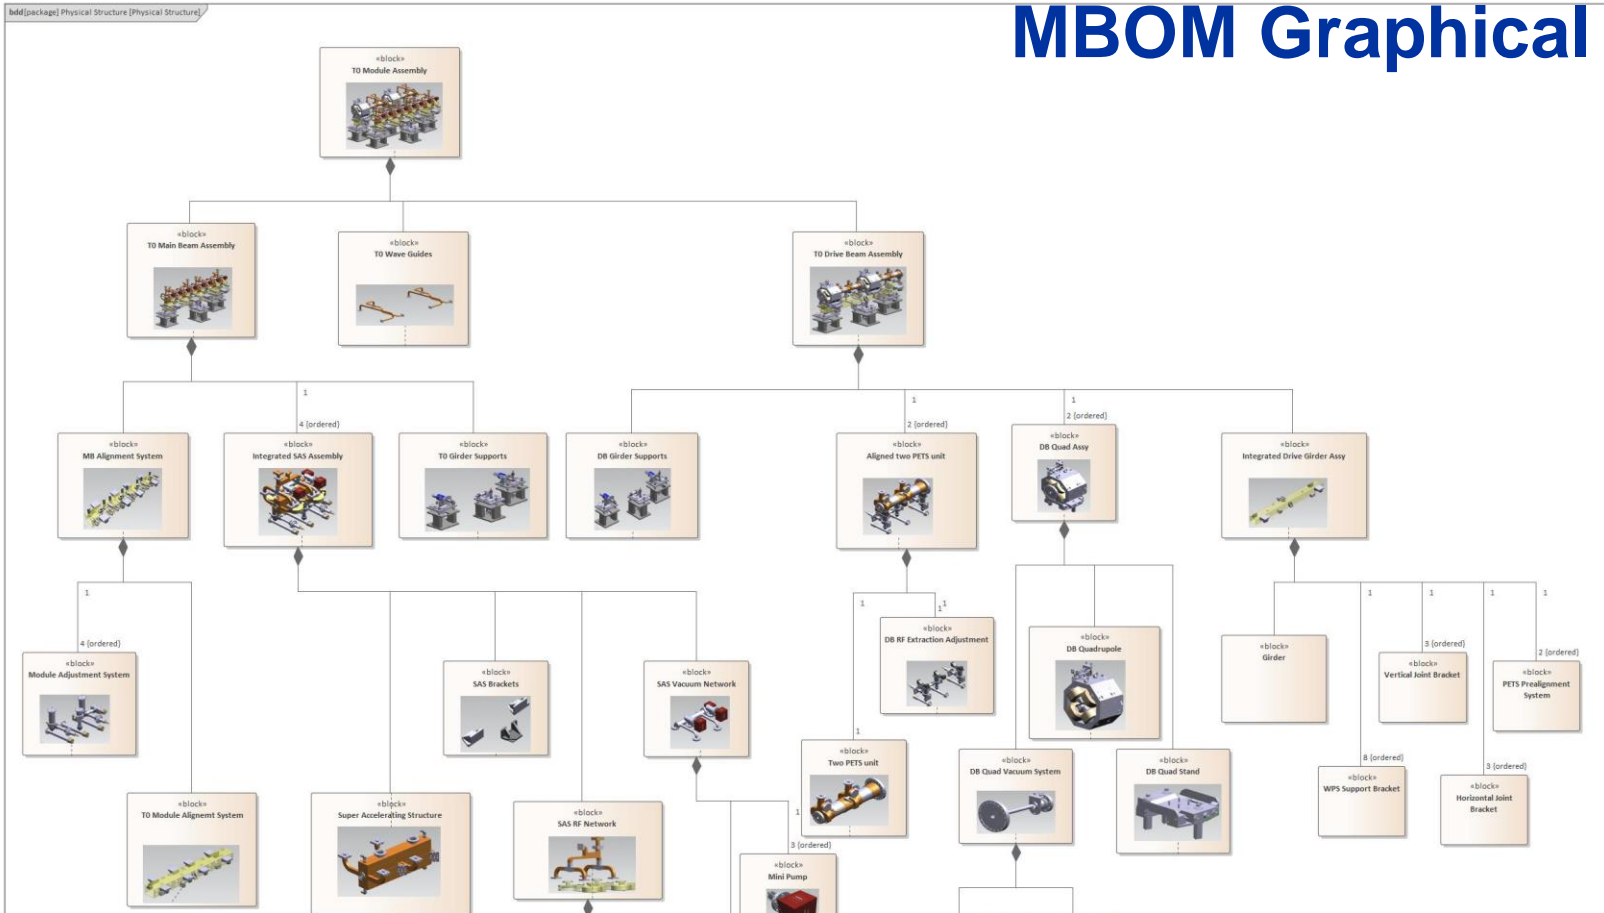 bdd [package] Physical Structure [Physical Structure]
MBOM Graphical
«block»
T0 Module Assembly
«block»
T0 Main Beam Assembly
«block»
T0 Wave Guides
«block»
T0 Drive Beam Assembly
1
4 {ordered}
1
2 {ordered}
1
2 {ordered}
«block»
MB Alignment System
«block»
Integrated SAS Assembly
«block»
T0 Girder Supports
«block»
DB Girder Supports
«block»
Aligned two PETS unit
«block»
DB Quad Assy
«block»
Integrated Drive Girder Assy
1
4 {ordered}
«block»
Module Adjustment System
«block»
SAS Brackets
«block»
SAS Vacuum Network
1
1
1
1
«block»
DB RF Extraction Adjustment
«block»
DB Quadrupole
«block»
Girder
1
1
1
1
3 {ordered}
«block»
Vertical Joint Bracket
2 {ordered}
«block»
PETS Prealignment
System
«block»
T0 Module Alignemt System
«block»
Super Accelerating Structure
«block»
SAS RF Network
1
3 {ordered}
«block»
Mini Pump
«block»
Two PETS unit
«block»
DB Quad Vacuum System
«block»
DB Quad Stand
8 {ordered}
«block»
WPS Support Bracket
3 {ordered}
«block»
Horizontal Joint
Bracket